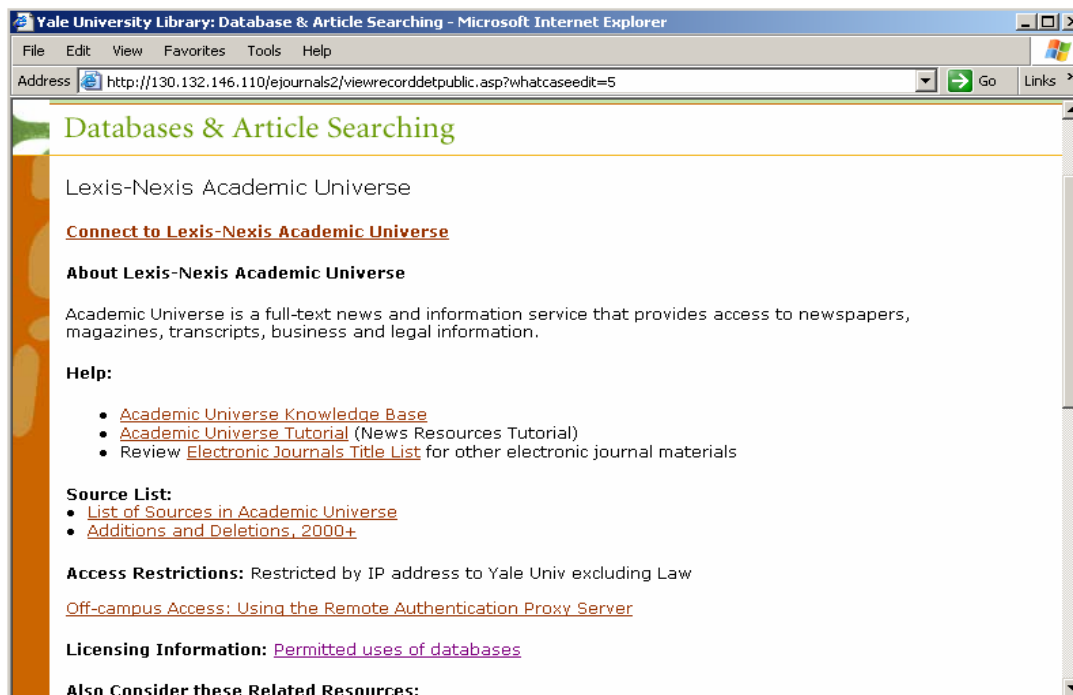 Yale University Library: Database & Article Searching - Microsoft Internet Explorer
File Edit View Favorites Tools Help
Address http://130.132.146.110/ejournals2/viewrecorddetpublic.asp?whatcaseedit=5 Go Links »
Databases & Article Searching
Lexis-Nexis Academic Universe
Connect to Lexis-Nexis Academic Universe
About Lexis-Nexis Academic Universe
Academic Universe is a full-text news and information service that provides access to newspapers,
magazines, transcripts, business and legal information.
Help:
• Academic Universe Knowledge Base
• Academic Universe Tutorial (News Resources Tutorial)
• Review Electronic Journals Title List for other electronic journal materials
Source List:
• List of Sources in Academic Universe
• Additions and Deletions, 2000+
Access Restrictions: Restricted by IP address to Yale Univ excluding Law
Off-campus Access: Using the Remote Authentication Proxy Server
Licensing Information: Permitted uses of databases
Also Consider these Related Resources: